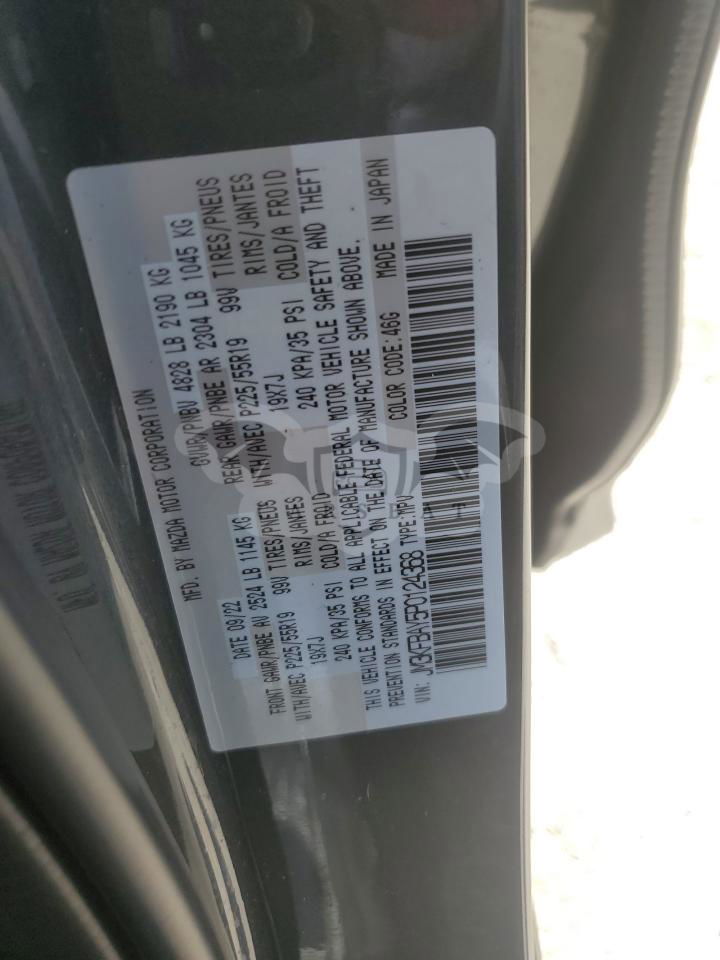 MFD. BY MAZDA MOTOR CORPORATION
DATE 09/22 GVWR/PNBV 4828 LB 2190 KG
FRONT GAWR/PNBE AV 2524 LB 1145 KG REAR GAWR/PNBE AR 2304 LB 1045 KG
WITH/AVEC P225/55R19 99V TIRES/PNEUS WITH/AVEC P225/55R19 99V TIRES/PNEUS
19X7J RIMS/JANTES 19X7J RIMS/JANTES
240 KPA/35 PSI COLD/A FROID 240 KPA/35 PSI COLD/A FROID
THIS VEHICLE CONFORMS TO ALL APPLICABLE FEDERAL MOTOR VEHICLE SAFETY AND THEFT
PREVENTION STANDARDS IN EFFECT ON THE DATE OF MANUFACTURE SHOWN ABOVE.
VIN: JM3KFBAY5P0124368 TYPE:MPV COLOR CODE:46G MADE IN JAPAN